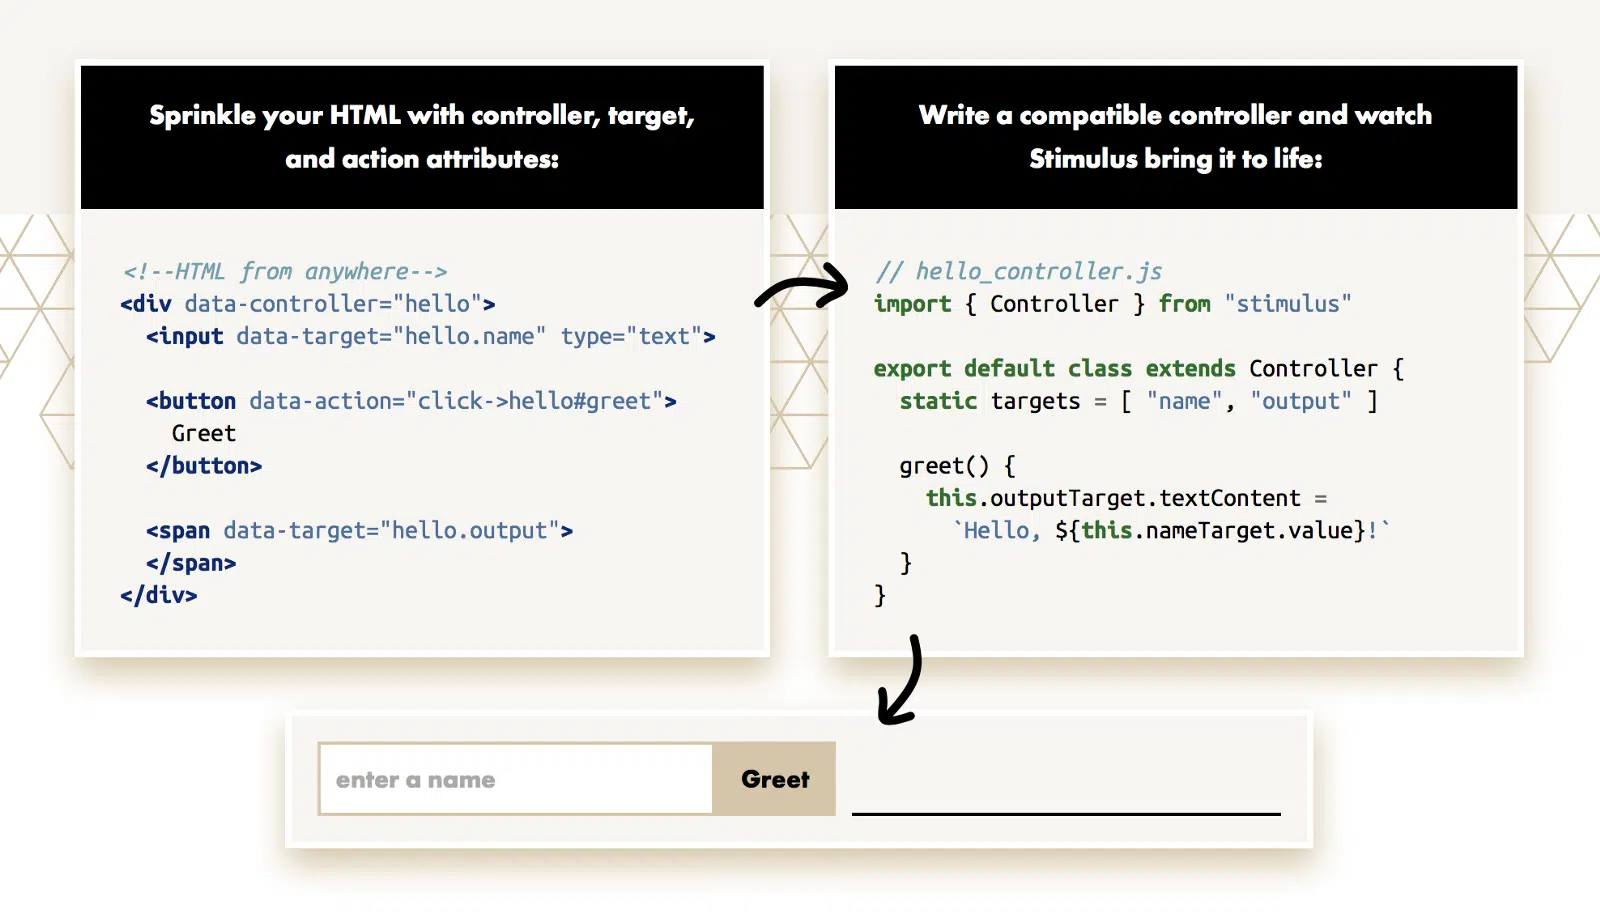 Sprinkle your HTML with controller, target,
and action attributes:
<!--HTML from anywhere-->
<div data-controller="hello">
  <input data-target="hello.name" type="text">

  <button data-action="click->hello#greet">
    Greet
  </button>

  <span data-target="hello.output">
  </span>
</div>
Write a compatible controller and watch
Stimulus bring it to life:
// hello_controller.js
import { Controller } from "stimulus"

export default class extends Controller {
  static targets = [ "name", "output" ]

  greet() {
    this.outputTarget.textContent =
      `Hello, ${this.nameTarget.value}!`
  }
}
enter a name
Greet